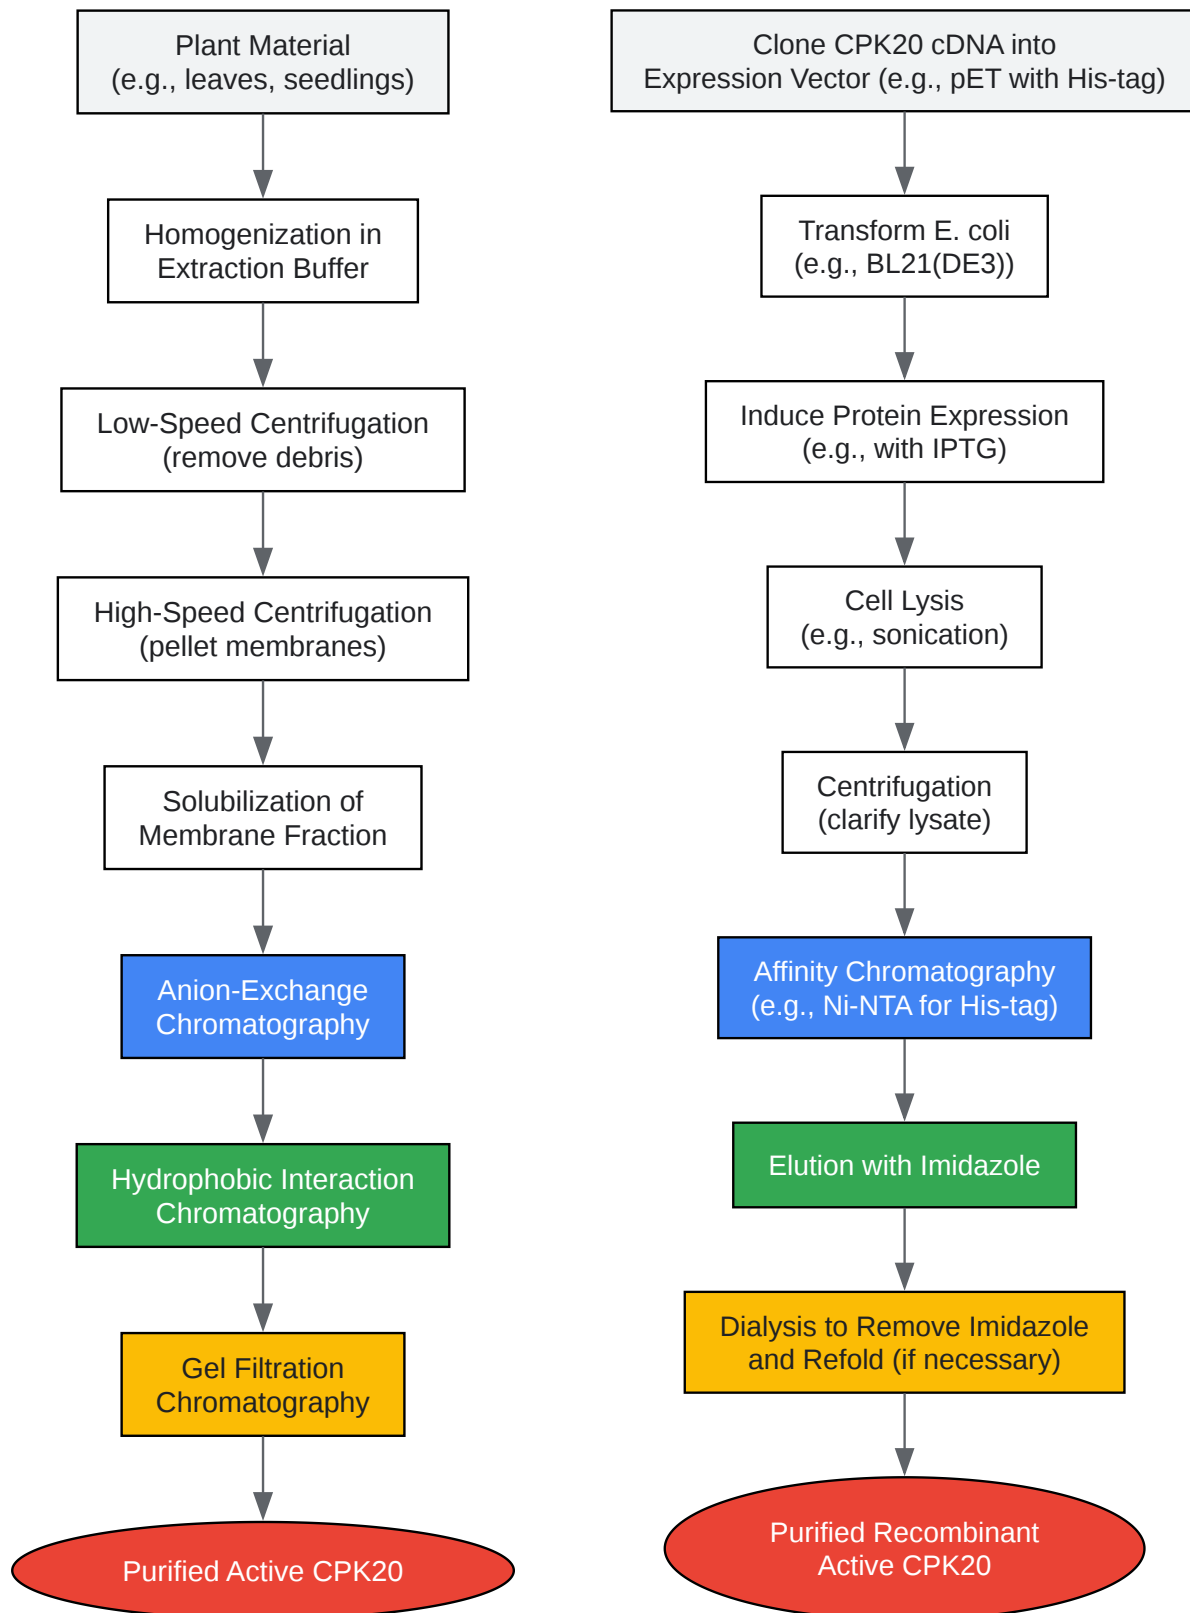 Plant Material
(e.g., leaves, seedlings)
Homogenization in
Extraction Buffer
Low-Speed Centrifugation
(remove debris)
High-Speed Centrifugation
(pellet membranes)
Solubilization of
Membrane Fraction
Anion-Exchange
Chromatography
Hydrophobic Interaction
Chromatography
Gel Filtration
Chromatography
Purified Active CPK20
Clone CPK20 cDNA into
Expression Vector (e.g., pET with His-tag)
Transform E. coli
(e.g., BL21(DE3))
Induce Protein Expression
(e.g., with IPTG)
Cell Lysis
(e.g., sonication)
Centrifugation
(clarify lysate)
Affinity Chromatography
(e.g., Ni-NTA for His-tag)
Elution with Imidazole
Dialysis to Remove Imidazole
and Refold (if necessary)
Purified Recombinant
Active CPK20